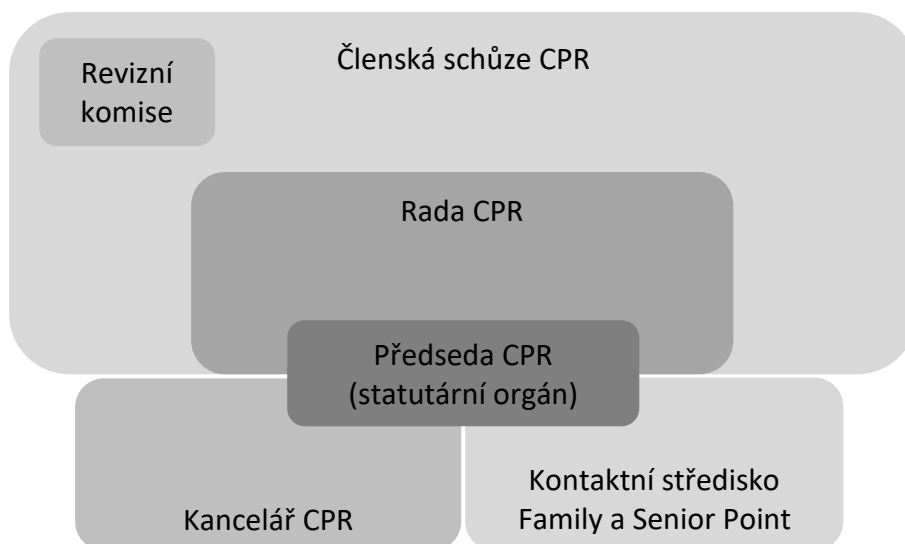 Členská schůze CPR
Revizní
komise
Rada CPR
Předseda CPR
(statutární orgán)
Kancelář CPR
Kontaktní středisko
Family a Senior Point